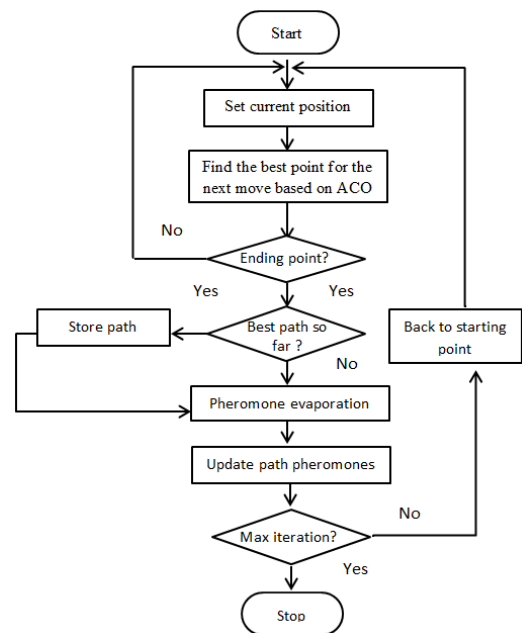 Start
Set current position
Find the best point for the
next move based on ACO
No
Ending point?
Yes
Yes
Store path
Best path so
far ?
Back to starting
point
No
Pheromone evaporation
Update path pheromones
No
Max iteration?
Yes
Stop